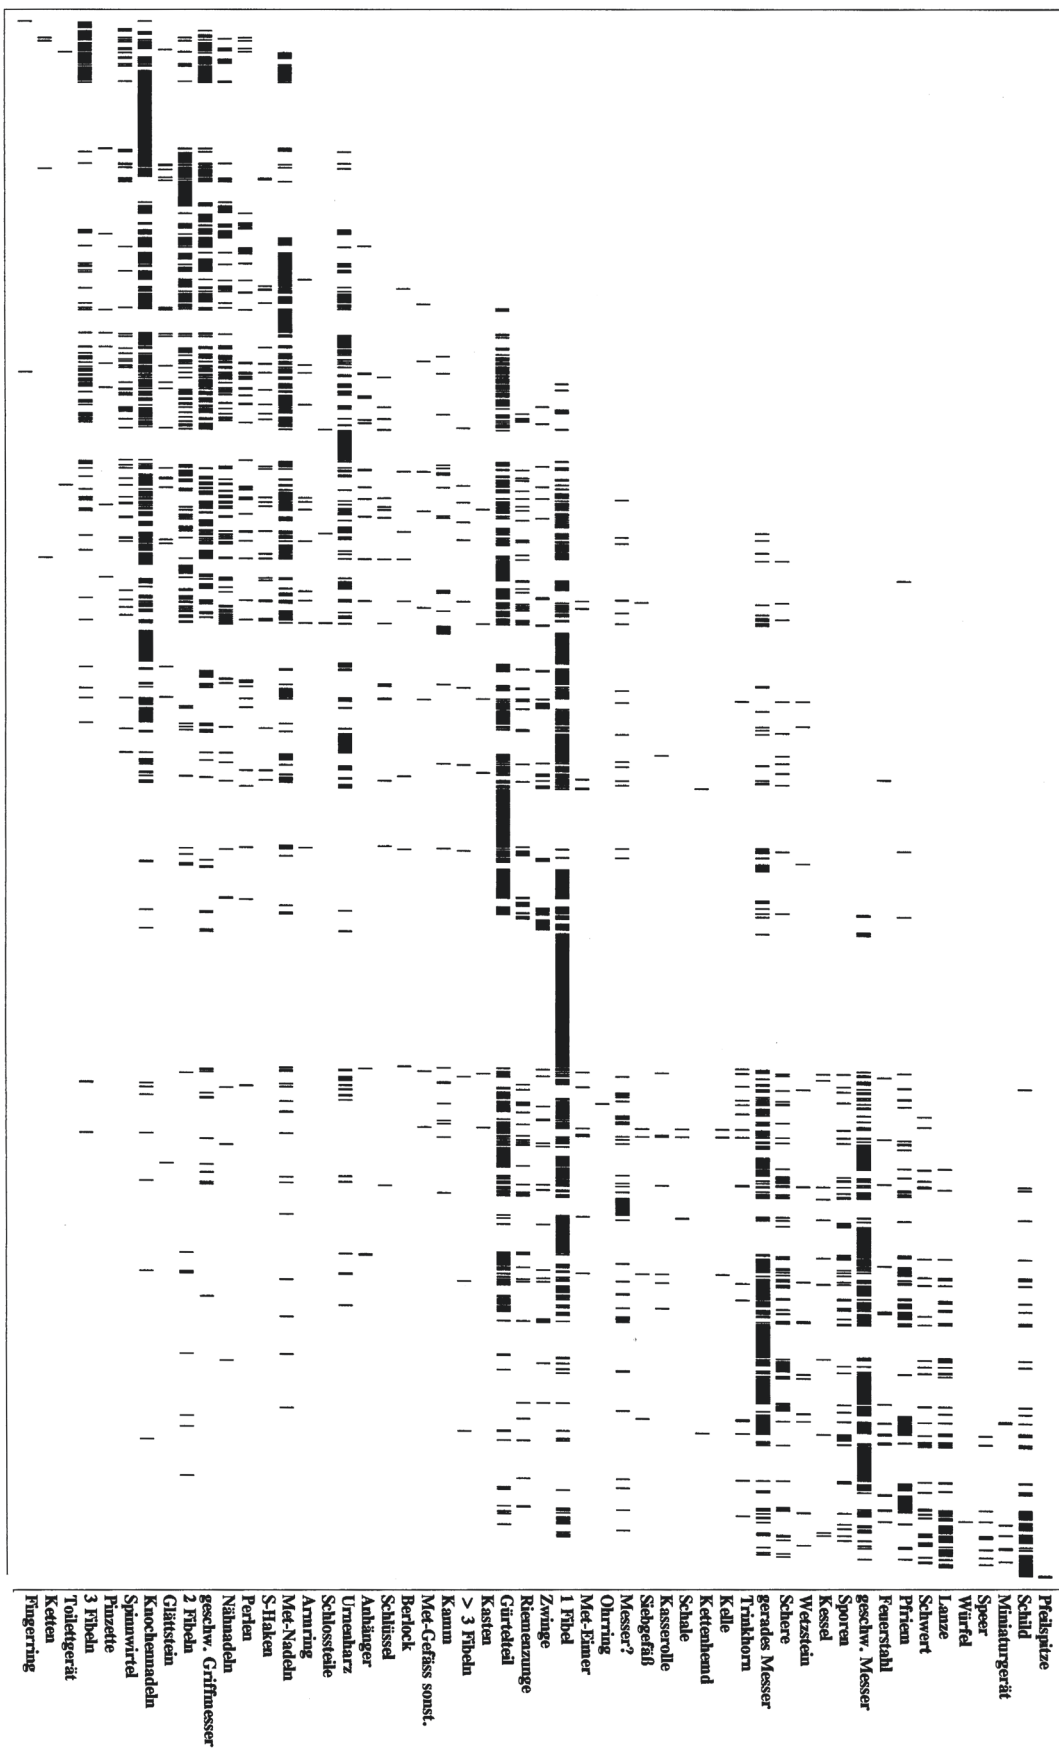 Pfeilspitze
Schild
Miniaturgerät
Speer
Würfel
Lanze
Schwert
Pfriem
Feuerstahl
geschw. Messer
Sporen
Kessel
Wetzstein
Schere
gerades Messer
Trinkhorn
Kelle
Kettenhemd
Schale
Kasserolle
Siebgefäß
Messer?
Ohrring
Met-Eimer
1 Fibel
Zwinge
Riemenzunge
Gürtelteil
Kasten
> 3 Fibeln
Kamm
Met-Gefäss sonst.
Berlock
Schlüssel
Anhänger
Urnenharz
Schlossteile
Armring
Met-Nadeln
S-Haken
Perlen
Nähnadeln
geschw. Griffmesser
2 Fibeln
Glättstein
Knochennadeln
Spinnwirtel
Pinzette
3 Fibeln
Toilettgerät
Ketten
Fingerring